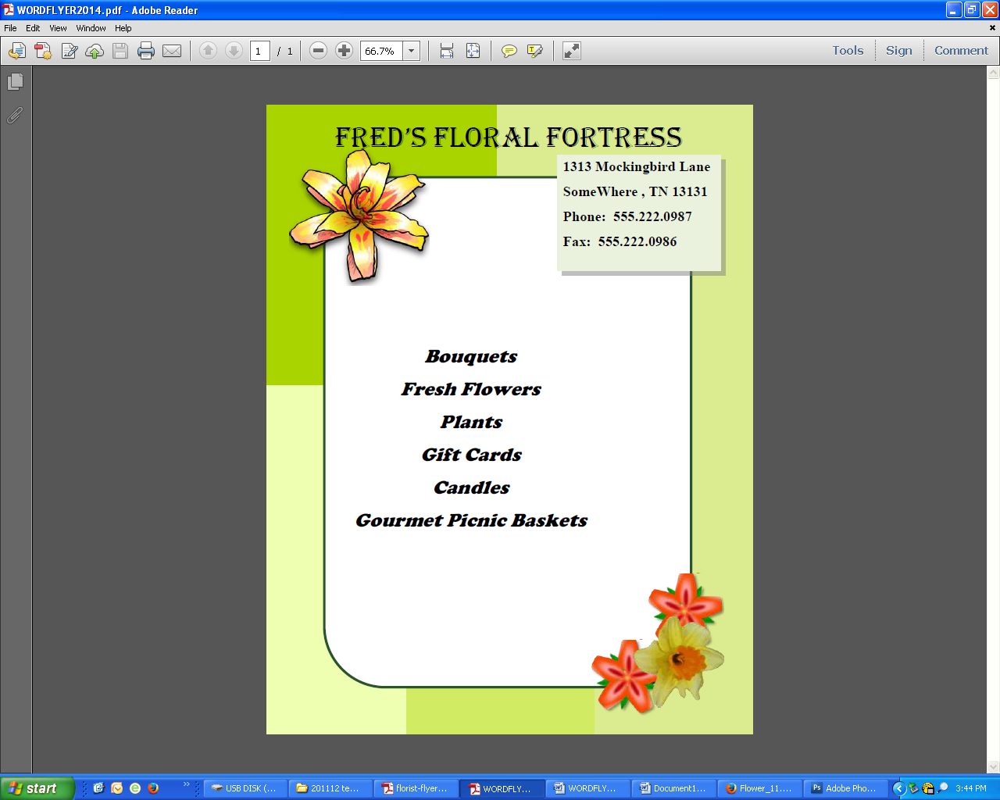 WORDFLYER2014.pdf - Adobe Reader
File Edit View Window Help
1 / 1 66.7% Tools Sign Comment
FRED'S FLORAL FORTRESS
1313 Mockingbird Lane
SomeWhere , TN 13131
Phone: 555.222.0987
Fax: 555.222.0986
Bouquets
Fresh Flowers
Plants
Gift Cards
Candles
Gourmet Picnic Baskets
start USB DISK (... 201112 te... florist-flyer... WORDFLY... WORDFLY... Document1... Flower_11.... Adobe Pho... 3:44 PM